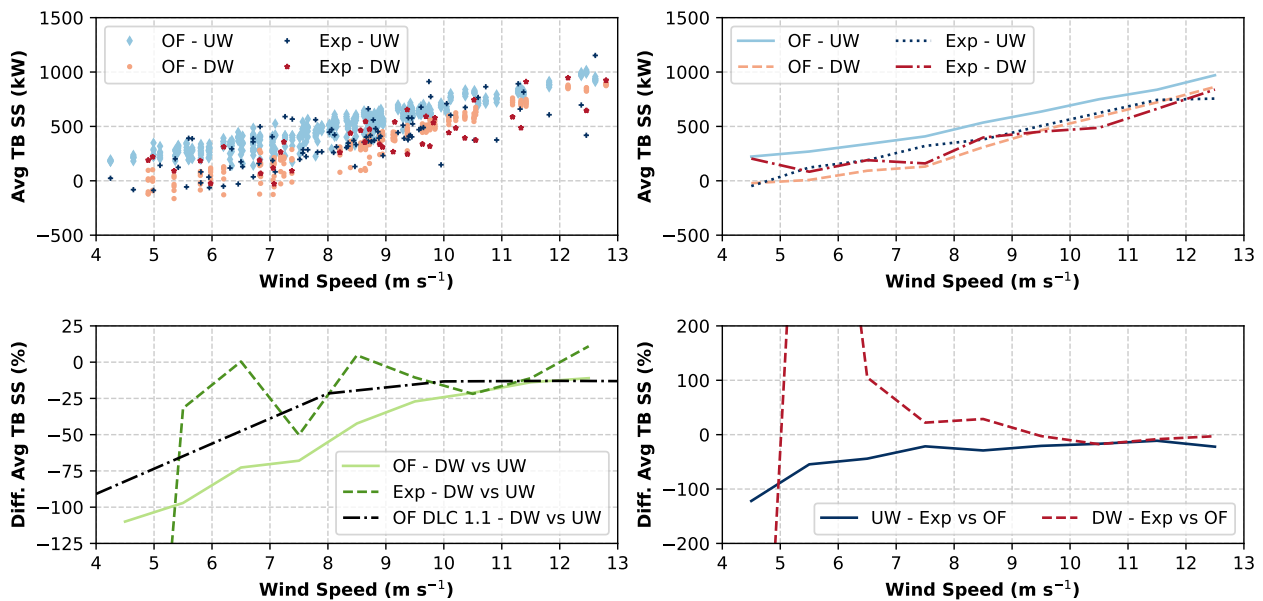 1500
1000
500
0
−500
Avg TB SS (kW)
OF - UW
OF - DW
Exp - UW
Exp - DW
4 5 6 7 8 9 10 11 12 13
Wind Speed (m s⁻¹)
1500
1000
500
0
−500
Avg TB SS (kW)
OF - UW
OF - DW
Exp - UW
Exp - DW
4 5 6 7 8 9 10 11 12 13
Wind Speed (m s⁻¹)
25
0
−25
−50
−75
−100
−125
Diff. Avg TB SS (%)
OF - DW vs UW
Exp - DW vs UW
OF DLC 1.1 - DW vs UW
4 5 6 7 8 9 10 11 12 13
Wind Speed (m s⁻¹)
200
100
0
−100
−200
Diff. Avg TB SS (%)
UW - Exp vs OF
DW - Exp vs OF
4 5 6 7 8 9 10 11 12 13
Wind Speed (m s⁻¹)